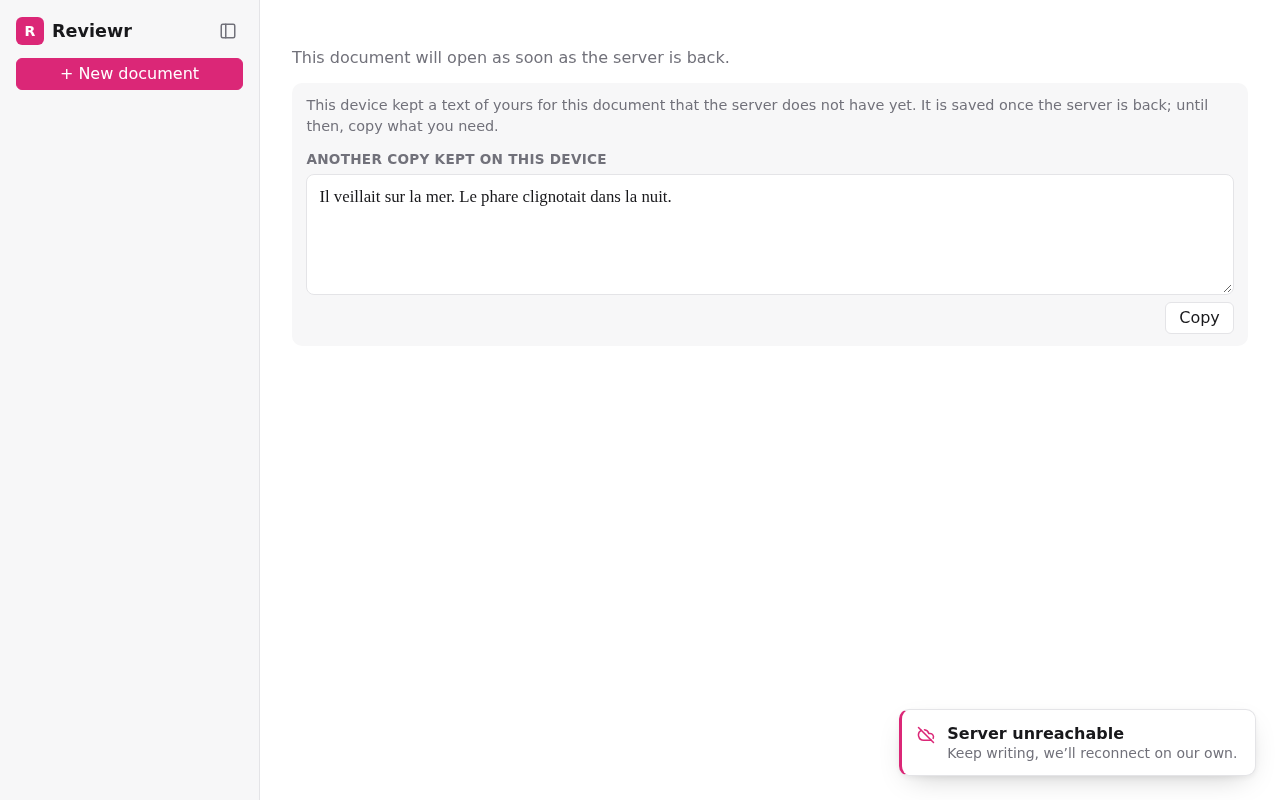 R Reviewr
+ New document
This document will open as soon as the server is back.
This device kept a text of yours for this document that the server does not have yet. It is saved once the server is back; until
then, copy what you need.
ANOTHER COPY KEPT ON THIS DEVICE
Il veillait sur la mer. Le phare clignotait dans la nuit.
Copy
Server unreachable
Keep writing, we’ll reconnect on our own.